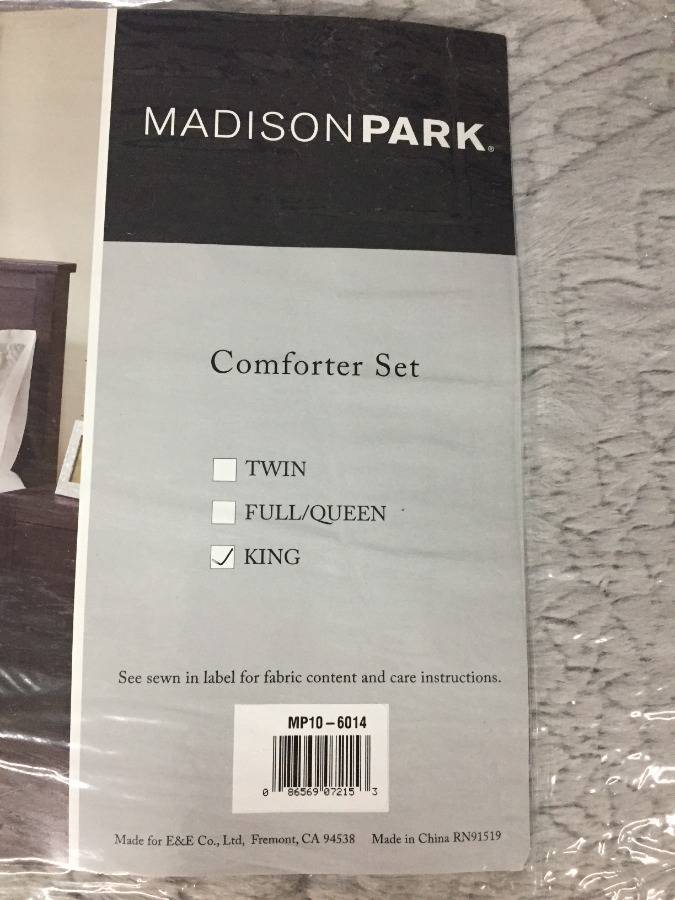 MADISONPARK®
Comforter Set
TWIN
FULL/QUEEN
KING
See sewn in label for fabric content and care instructions.
MP10-6014
0 86569 07215 3
Made for E&E Co., Ltd, Fremont, CA 94538 Made in China RN91519